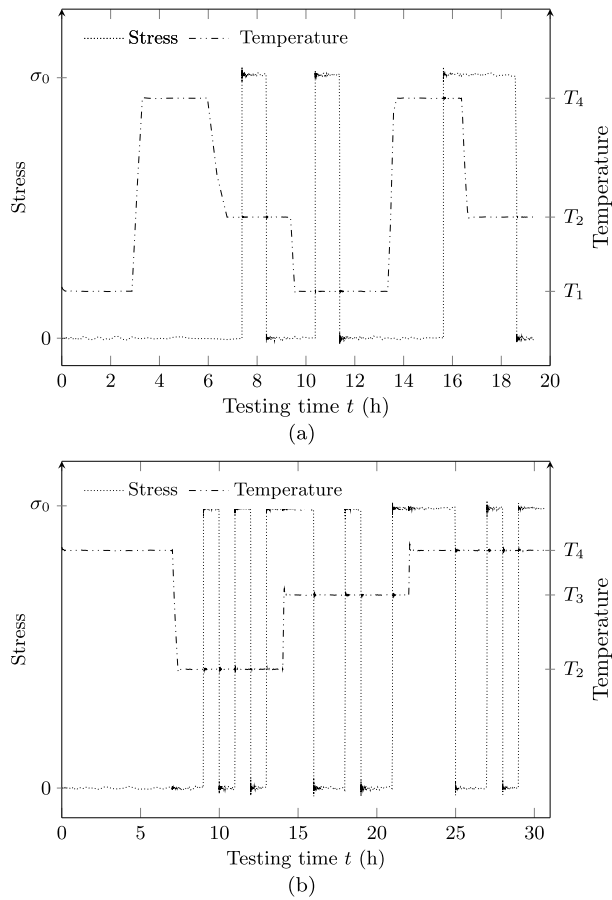 Stress Temperature
σ0
T4
Stress
Temperature
T2
T1
0
0 2 4 6 8 10 12 14 16 18 20
Testing time t (h)
(a)
Stress Temperature
σ0
T4
T3
Stress
Temperature
T2
0
0 5 10 15 20 25 30
Testing time t (h)
(b)